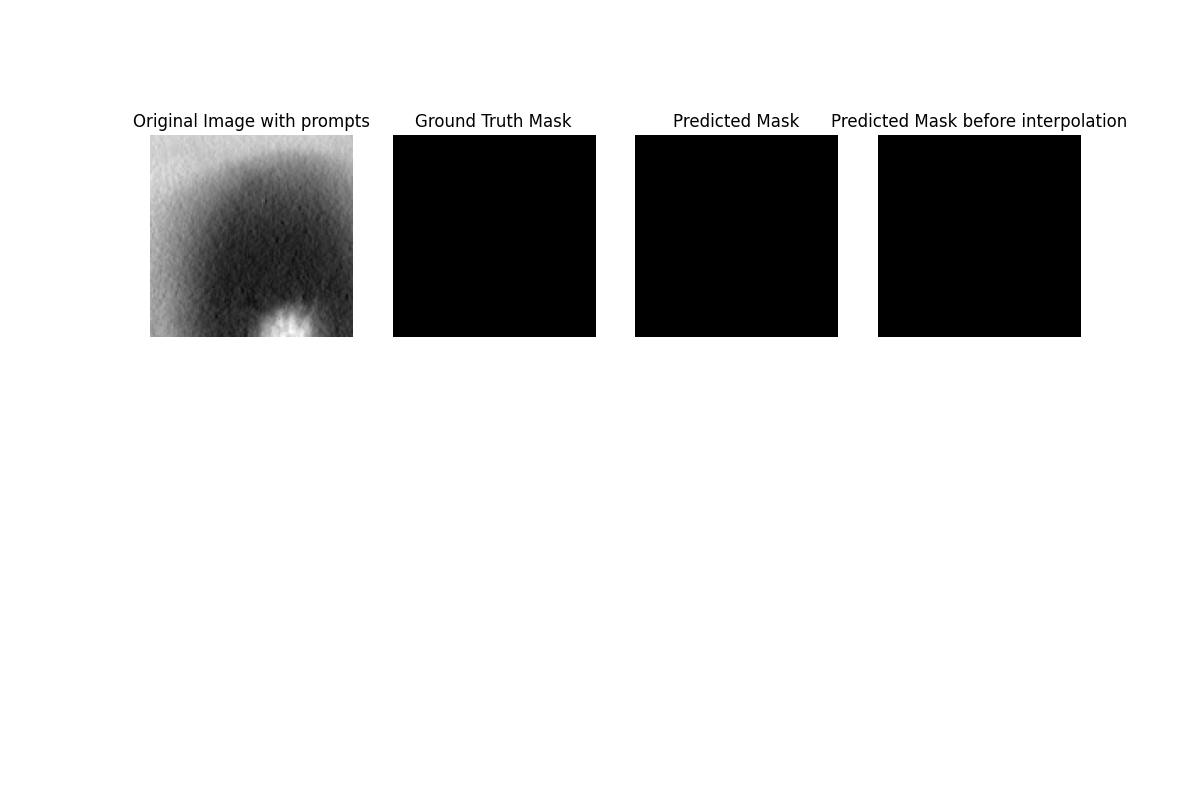 Original Image with prompts
Ground Truth Mask
Predicted Mask
Predicted Mask before interpolation